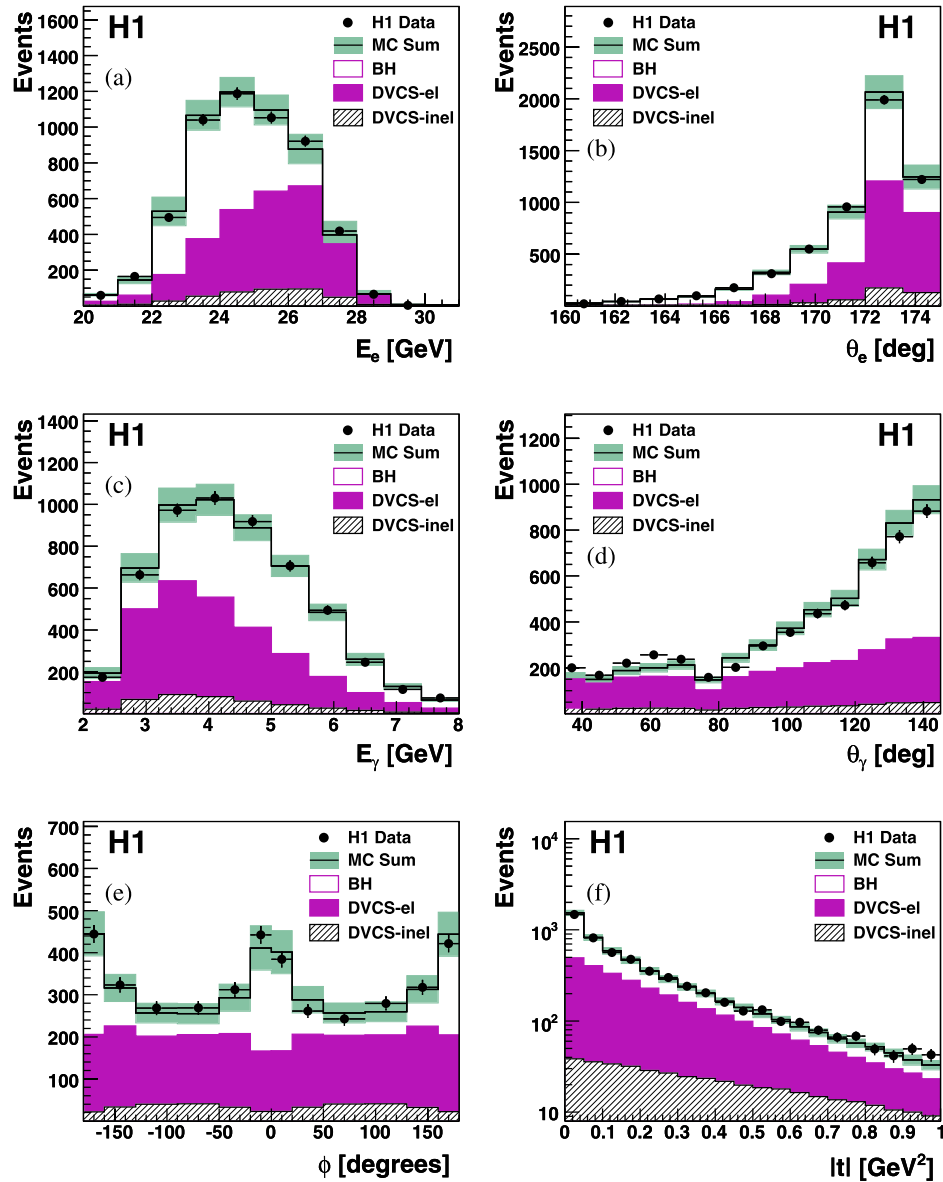 Events
1600
1400
1200
1000
800
600
400
200
H1
(a)
H1 Data
MC Sum
BH
DVCS-el
DVCS-inel
20 22 24 26 28 30
E_e [GeV]
Events
2500
2000
1500
1000
500
(b)
H1
H1 Data
MC Sum
BH
DVCS-el
DVCS-inel
160 162 164 166 168 170 172 174
θ_e [deg]
Events
1400
1200
1000
800
600
400
200
H1
(c)
H1 Data
MC Sum
BH
DVCS-el
DVCS-inel
2 3 4 5 6 7 8
E_γ [GeV]
Events
1200
1000
800
600
400
200
H1
(d)
H1 Data
MC Sum
BH
DVCS-el
DVCS-inel
40 60 80 100 120 140
θ_γ [deg]
Events
700
600
500
400
300
200
100
H1
(e)
H1 Data
MC Sum
BH
DVCS-el
DVCS-inel
-150 -100 -50 0 50 100 150
ϕ [degrees]
Events
10^4
10^3
10^2
10
H1
(f)
H1 Data
MC Sum
BH
DVCS-el
DVCS-inel
0 0.1 0.2 0.3 0.4 0.5 0.6 0.7 0.8 0.9 1
|t| [GeV²]